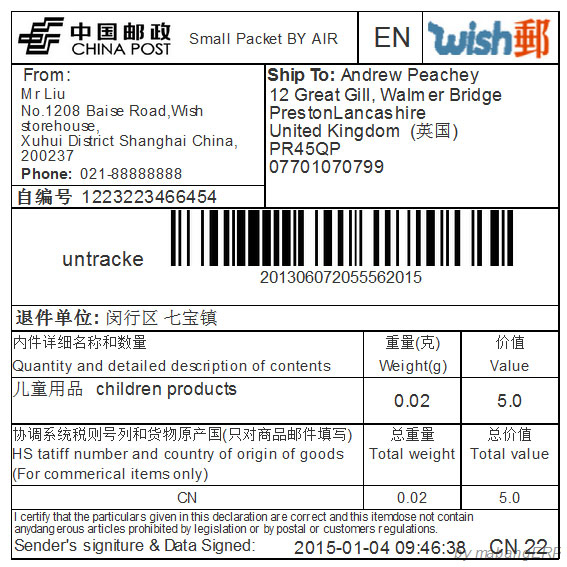 中国邮政
CHINA POST
Small Packet BY AIR
EN
wish郵
From:
Mr Liu
No.1208 Baise Road,Wish
storehouse,
Xuhui District Shanghai China,
200237
Phone: 021-88888888
自编号 1223223466454
Ship To: Andrew Peachey
12 Great Gill, Walmer Bridge
PrestonLancashire
United Kingdom (英国)
PR45QP
07701070799
untracke
201306072055562015
退件单位: 闵行区 七宝镇
内件详细名称和数量
Quantity and detailed description of contents
重量(克)
Weight(g)
价值
Value
儿童用品 children products
0.02
5.0
协调系统税则号列和货物原产国(只对商品邮件填写)
HS tatiff number and country of origin of goods
(For commerical items only)
总重量
Total weight
总价值
Total value
CN
0.02
5.0
I certify that the particulars given in this declaration are correct and this itemdose not contain
anydangerous articles prohibited by legislation or by postal or customers regulations.
Sender's signiture & Data Signed: 2015-01-04 09:46:38 CN 22
by mabangERP